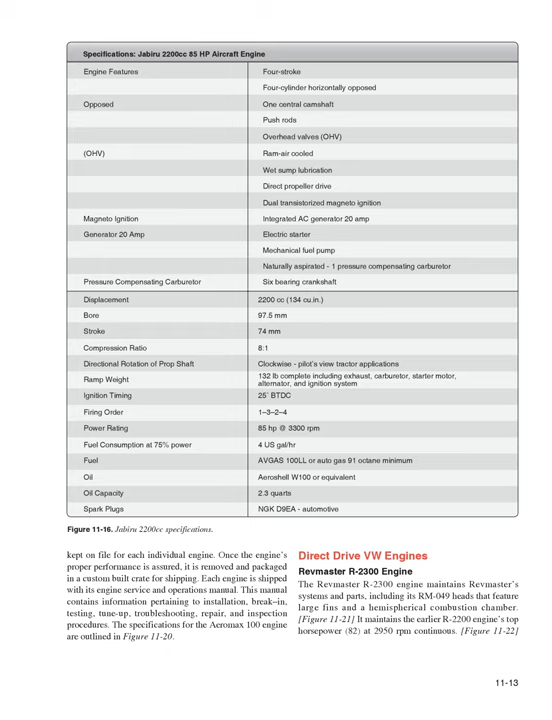 Specifications: Jabiru 2200cc 85 HP Aircraft Engine
Engine Features Four-stroke
Four-cylinder horizontally opposed
Opposed One central camshaft
Push rods
Overhead valves (OHV)
(OHV) Ram-air cooled
Wet sump lubrication
Direct propeller drive
Dual transistorized magneto ignition
Magneto Ignition Integrated AC generator 20 amp
Generator 20 Amp Electric starter
Mechanical fuel pump
Naturally aspirated - 1 pressure compensating carburetor
Pressure Compensating Carburetor Six bearing crankshaft
Displacement 2200 cc (134 cu.in.)
Bore 97.5 mm
Stroke 74 mm
Compression Ratio 8:1
Directional Rotation of Prop Shaft Clockwise - pilot's view tractor applications
Ramp Weight 132 lb complete including exhaust, carburetor, starter motor,
alternator, and ignition system
Ignition Timing 25° BTDC
Firing Order 1–3–2–4
Power Rating 85 hp @ 3300 rpm
Fuel Consumption at 75% power 4 US gal/hr
Fuel AVGAS 100LL or auto gas 91 octane minimum
Oil Aeroshell W100 or equivalent
Oil Capacity 2.3 quarts
Spark Plugs NGK D9EA - automotive
Figure 11-16. Jabiru 2200cc specifications.
kept on file for each individual engine. Once the engine's
proper performance is assured, it is removed and packaged
in a custom built crate for shipping. Each engine is shipped
with its engine service and operations manual. This manual
contains information pertaining to installation, break–in,
testing, tune-up, troubleshooting, repair, and inspection
procedures. The specifications for the Aeromax 100 engine
are outlined in Figure 11-20.
Direct Drive VW Engines
Revmaster R-2300 Engine
The Revmaster R-2300 engine maintains Revmaster's
systems and parts, including its RM-049 heads that feature
large fins and a hemispherical combustion chamber.
[Figure 11-21] It maintains the earlier R-2200 engine's top
horsepower (82) at 2950 rpm continuous. [Figure 11-22]
11-13